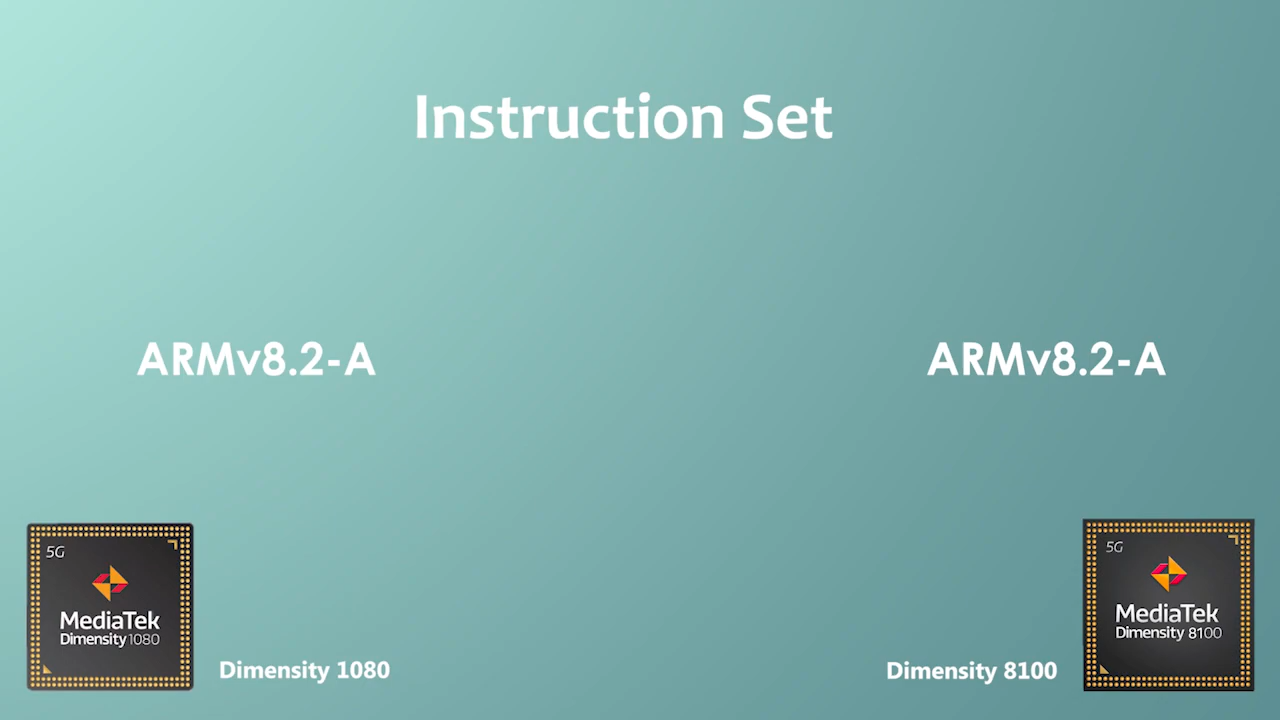 Instruction Set
ARMv8.2-A
ARMv8.2-A
5G
MediaTek
Dimensity 1080
Dimensity 1080
Dimensity 8100
5G
MediaTek
Dimensity 8100